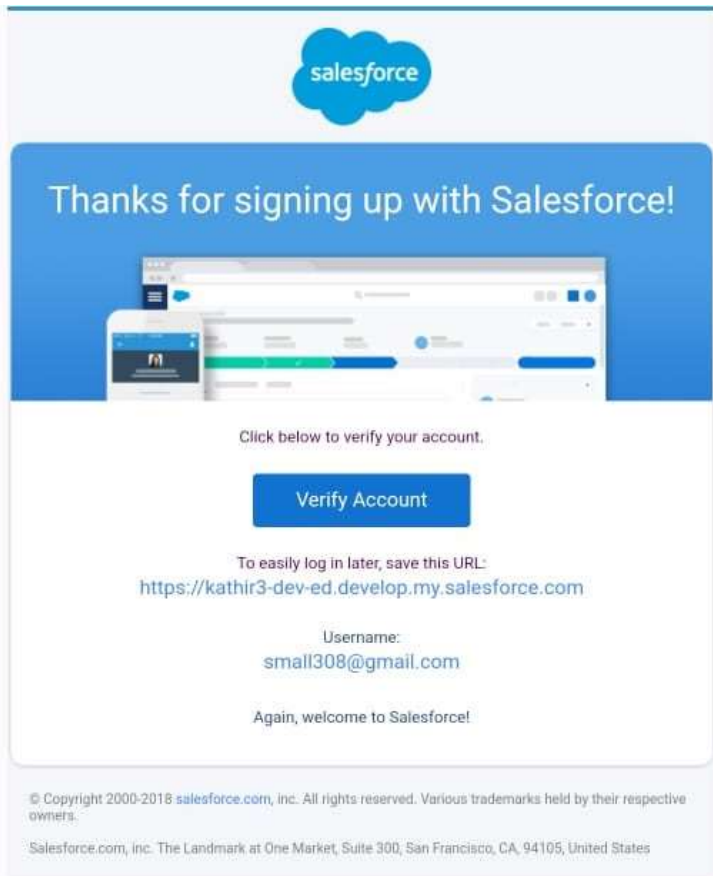 salesforce
Thanks for signing up with Salesforce!
Click below to verify your account.
Verify Account
To easily log in later, save this URL:
https://kathir3-dev-ed.develop.my.salesforce.com
Username:
small308@gmail.com
Again, welcome to Salesforce!
© Copyright 2000-2018 salesforce.com, inc. All rights reserved. Various trademarks held by their respective
owners.
Salesforce.com, inc. The Landmark at One Market, Suite 300, San Francisco, CA, 94105, United States